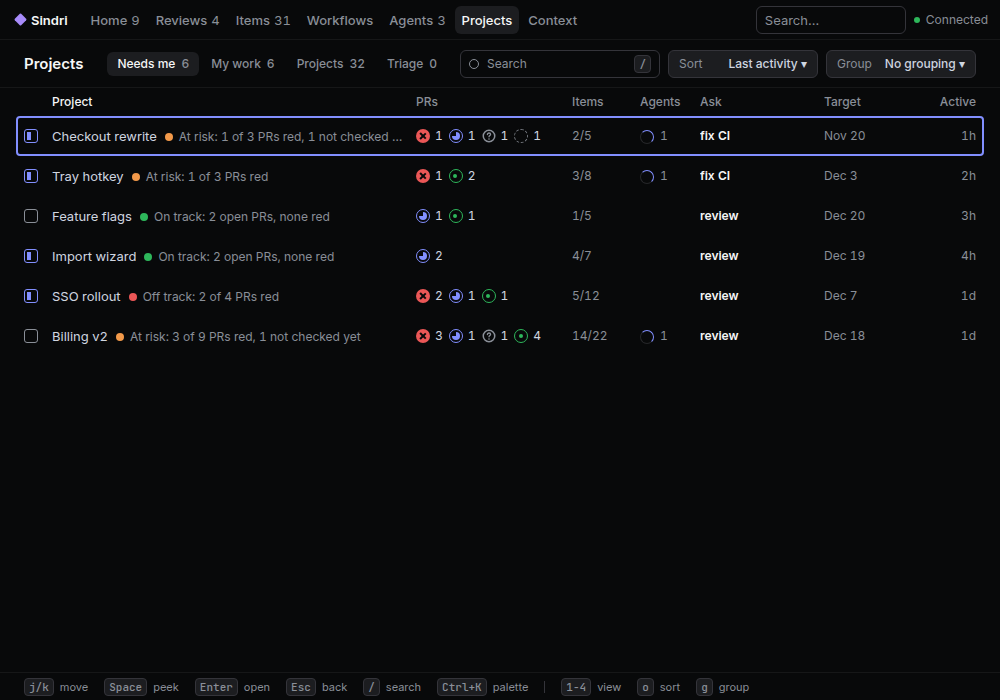 Sindri Home 9 Reviews 4 Items 31 Workflows Agents 3 Projects Context Search... Connected
Projects Needs me 6 My work 6 Projects 32 Triage 0 Search / Sort Last activity ▾ Group No grouping ▾
Project PRs Items Agents Ask Target Active
Checkout rewrite At risk: 1 of 3 PRs red, 1 not checked ... 1 1 1 1 2/5 1 fix CI Nov 20 1h
Tray hotkey At risk: 1 of 3 PRs red 1 2 3/8 1 fix CI Dec 3 2h
Feature flags On track: 2 open PRs, none red 1 1 1/5 review Dec 20 3h
Import wizard On track: 2 open PRs, none red 2 4/7 review Dec 19 4h
SSO rollout Off track: 2 of 4 PRs red 2 1 1 5/12 review Dec 7 1d
Billing v2 At risk: 3 of 9 PRs red, 1 not checked yet 3 1 1 4 14/22 1 review Dec 18 1d
j/k move Space peek Enter open Esc back / search Ctrl+K palette 1-4 view o sort g group